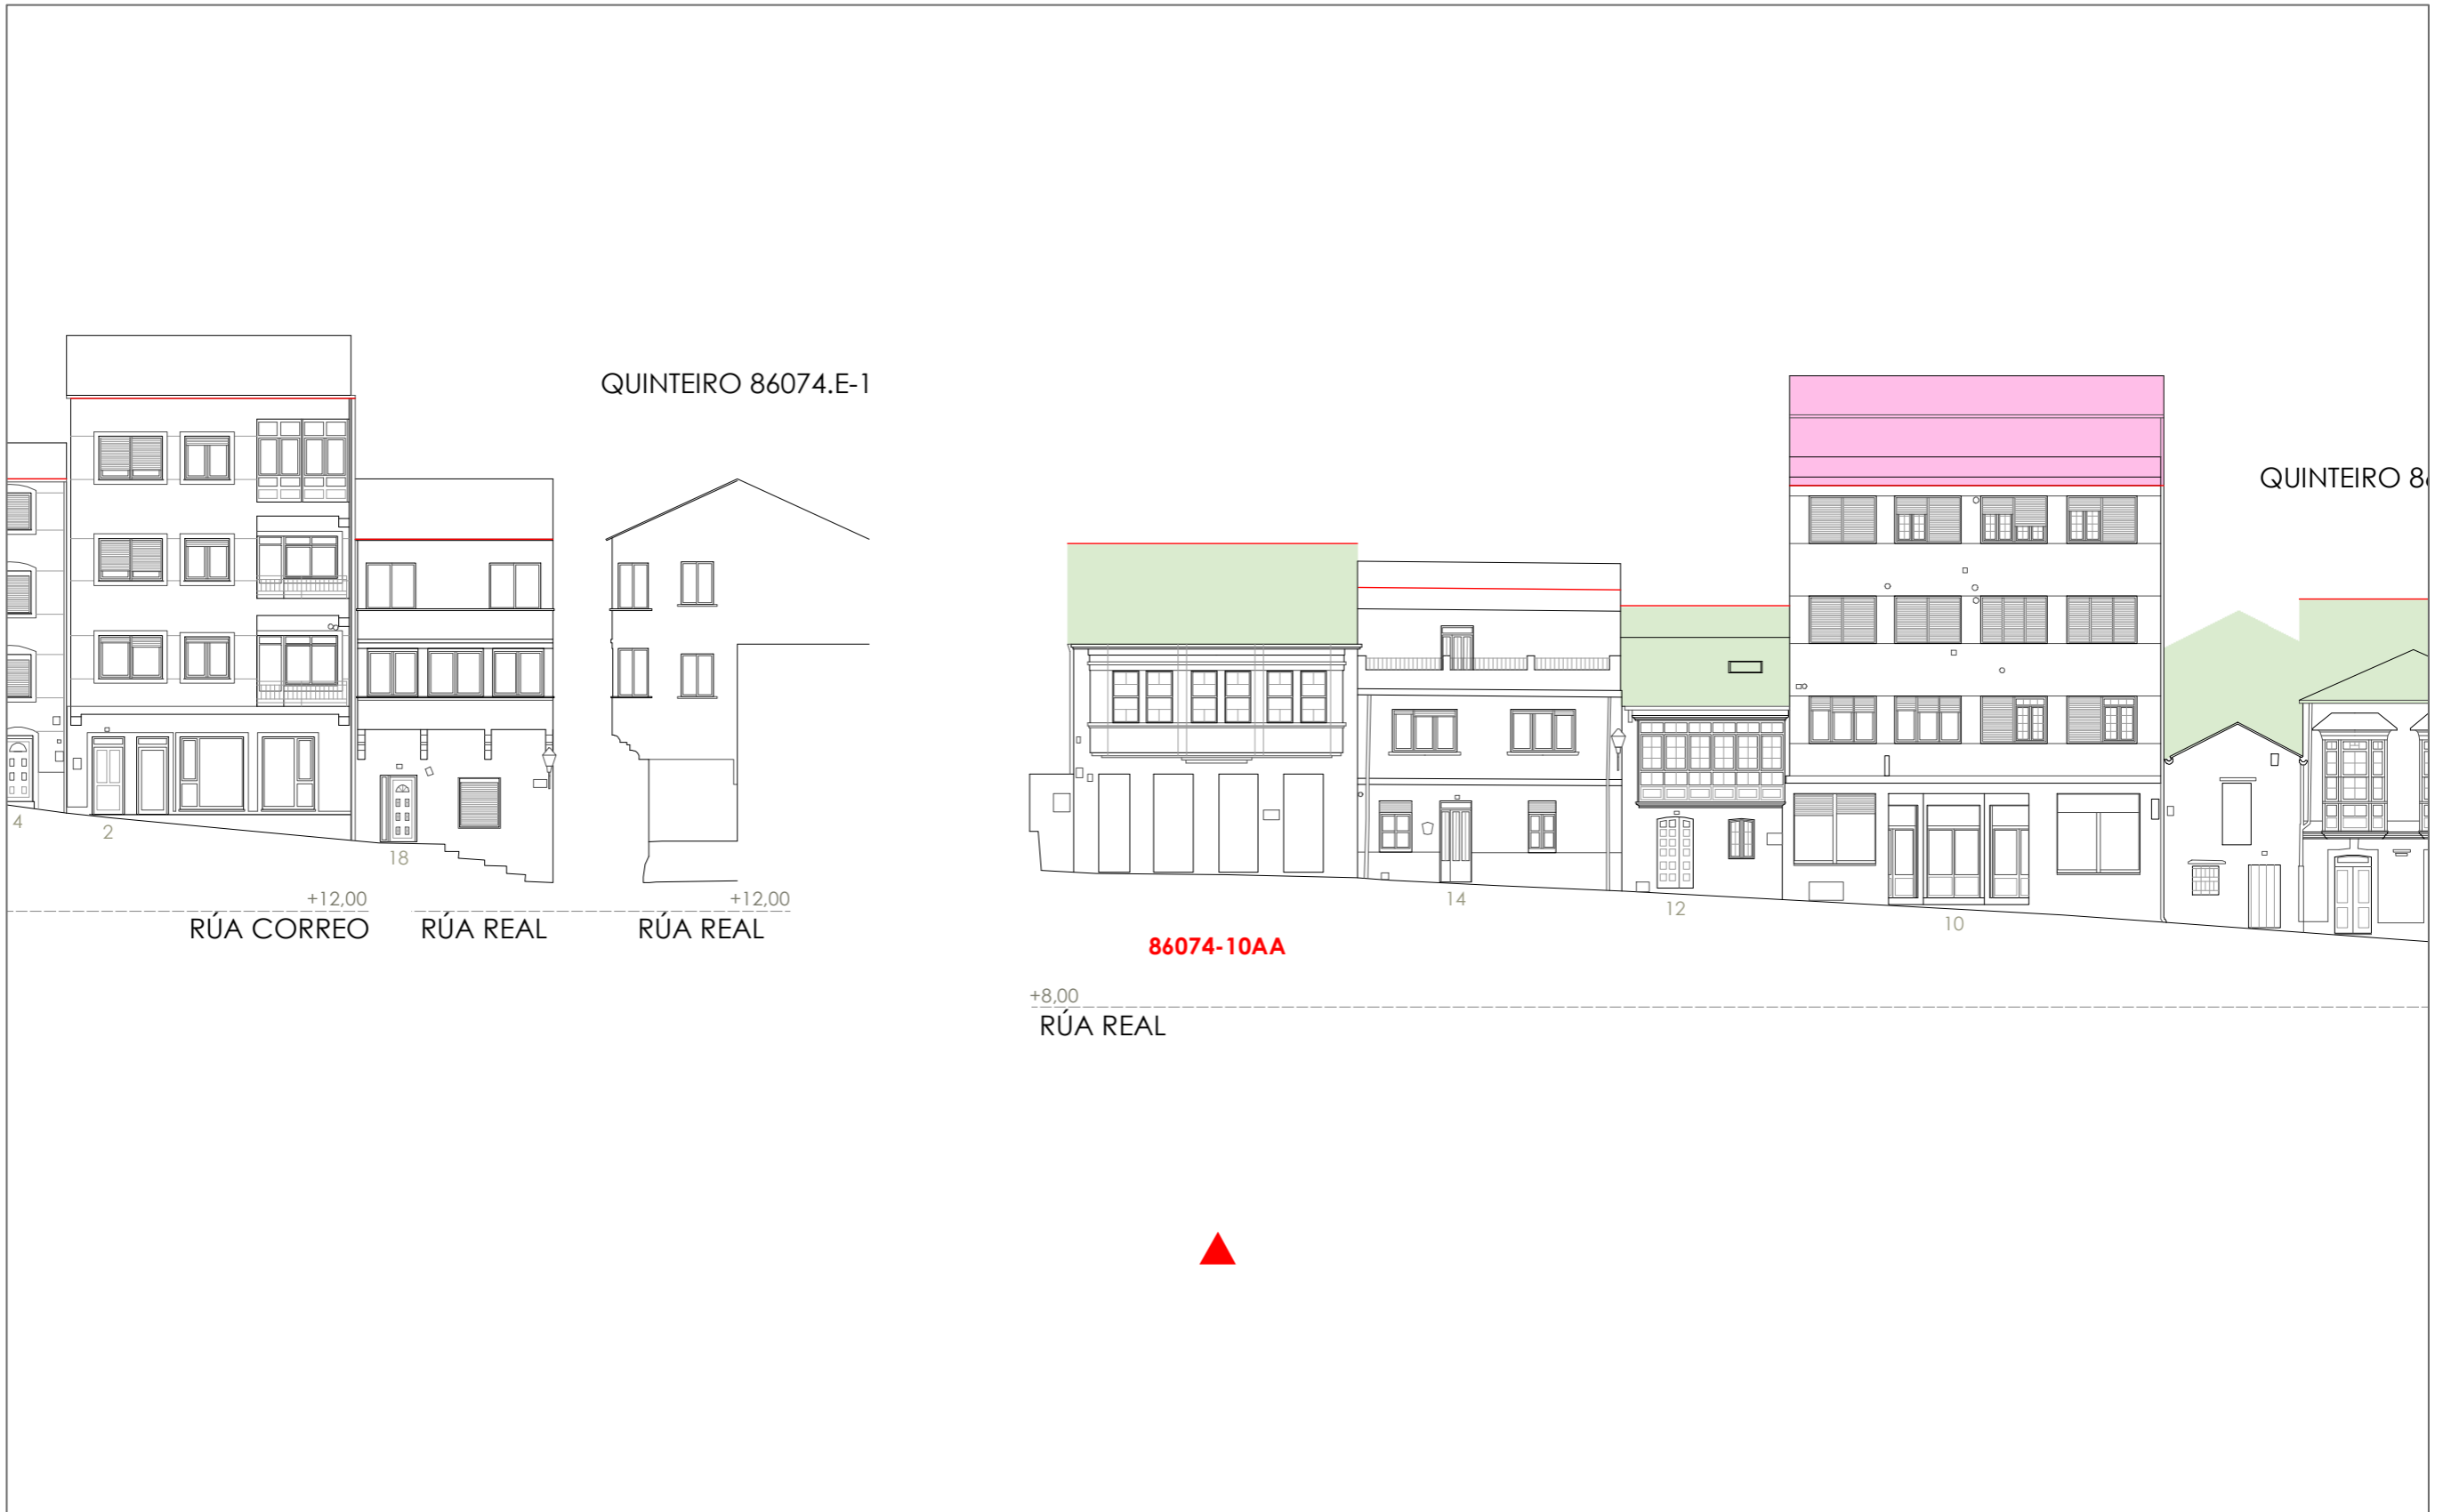 QUINTEIRO 86074.E-1
QUINTEIRO 8
4
2
18
14
12
10
+12,00
+12,00
RÚA CORREO
RÚA REAL
RÚA REAL
86074-10AA
+8,00
RÚA REAL